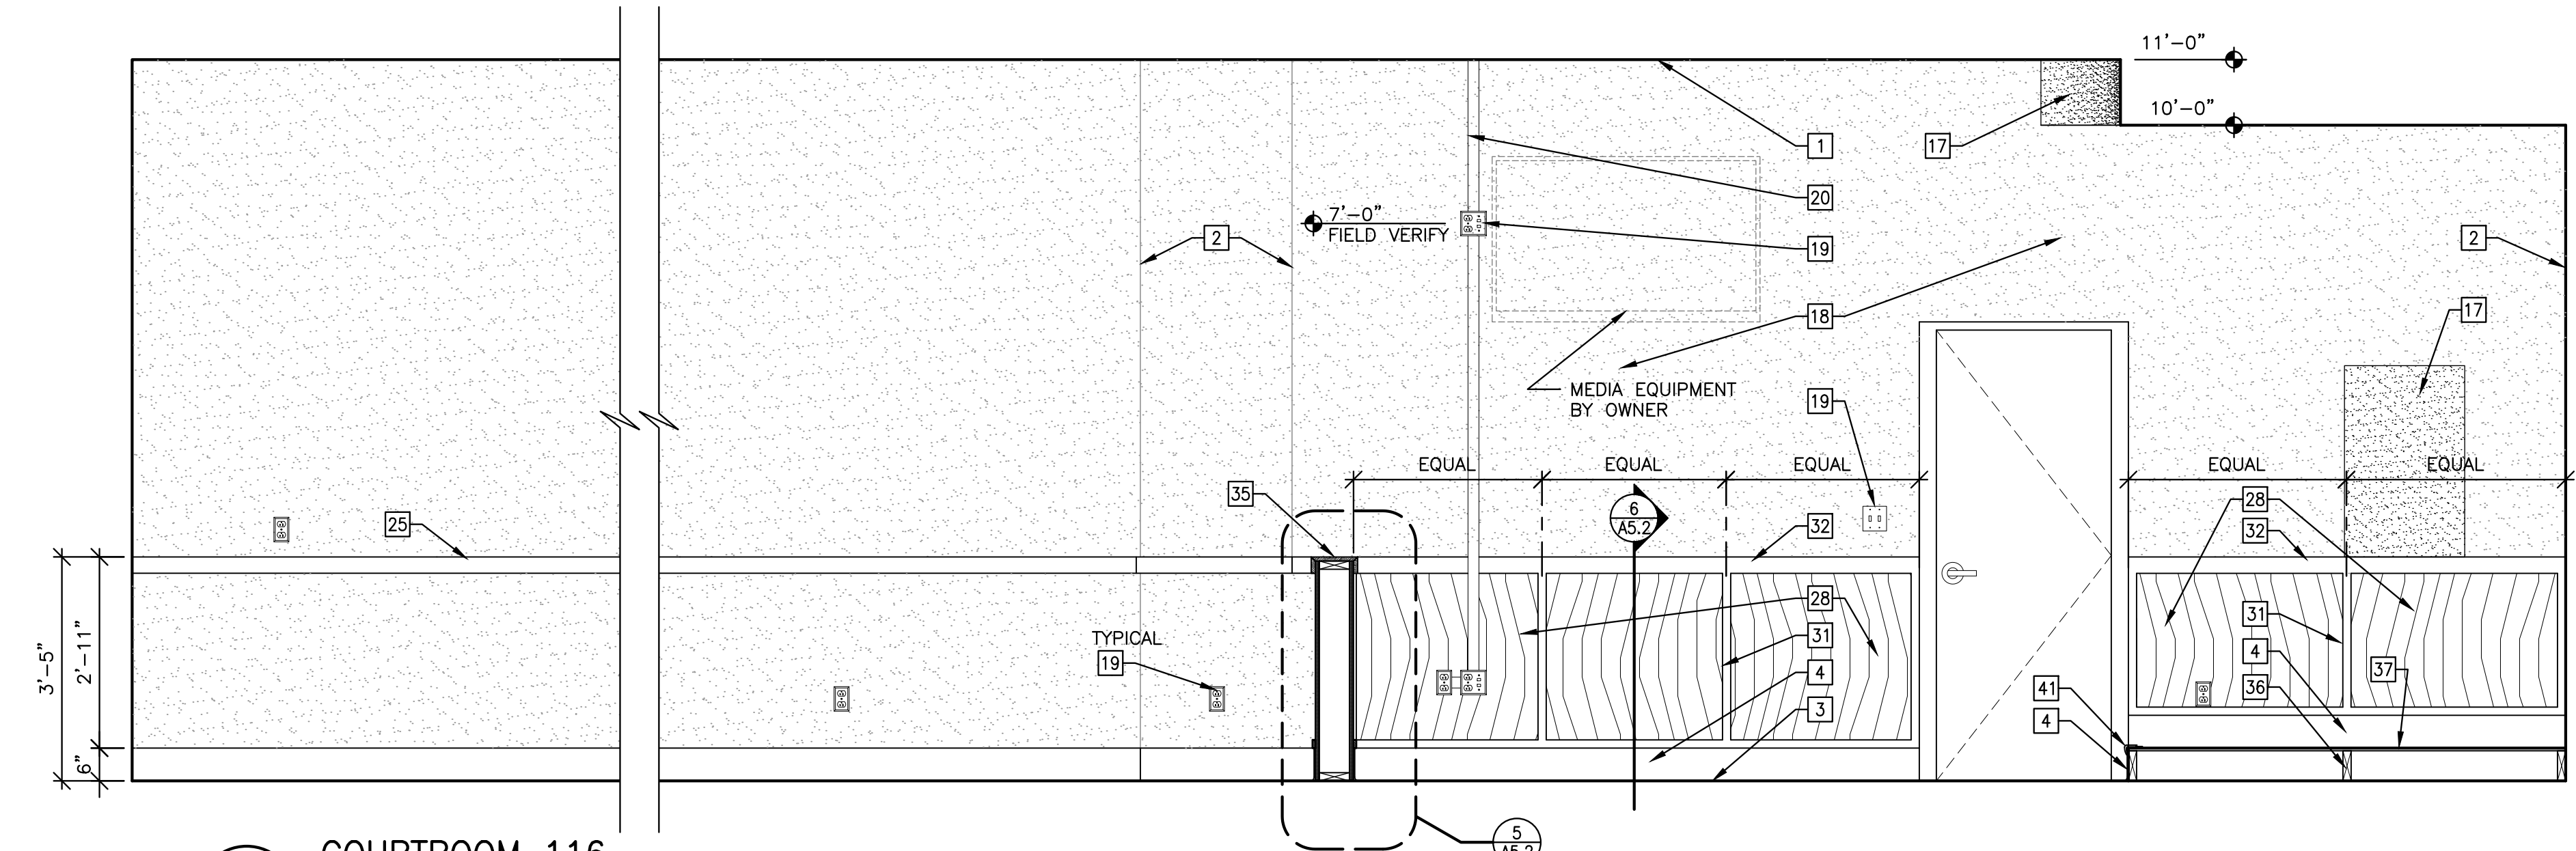 11'-0"
10'-0"
1
17
20
7'-0"
FIELD VERIFY
2
19
2
18
17
MEDIA EQUIPMENT
BY OWNER
19
EQUAL
EQUAL
EQUAL
EQUAL
EQUAL
35
28
6
A5.2
25
32
32
28
31
TYPICAL
19
31
4
4
37
3'-5"
2'-11"
41
36
3
4
6"
5
A5.2
COURTROOM 116